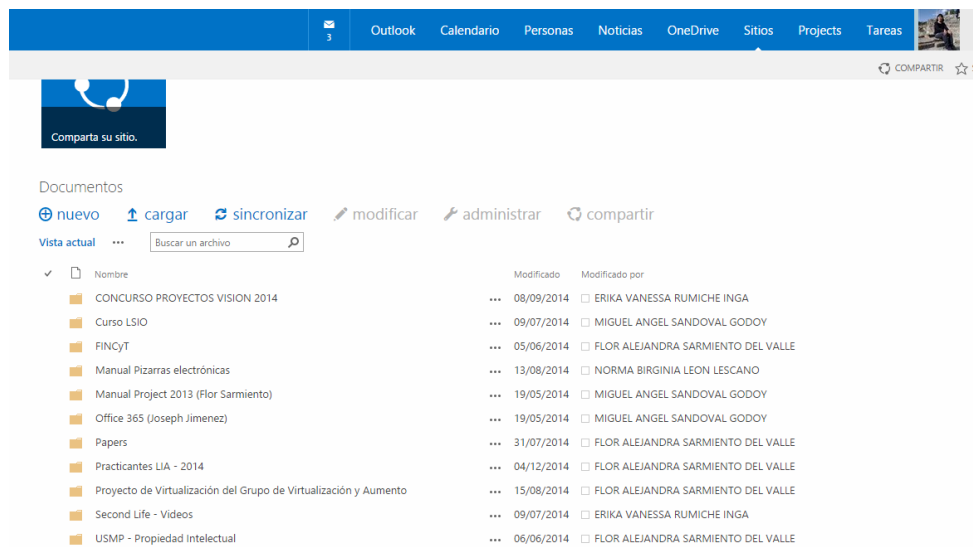 3
Outlook Calendario Personas Noticias OneDrive Sitios Projects Tareas
COMPARTIR
Comparta su sitio.
Documentos
nuevo cargar sincronizar modificar administrar compartir
Vista actual ... Buscar un archivo
Nombre Modificado Modificado por
CONCURSO PROYECTOS VISION 2014 ... 08/09/2014 ERIKA VANESSA RUMICHE INGA
Curso LSIO ... 09/07/2014 MIGUEL ANGEL SANDOVAL GODOY
FINCyT ... 05/06/2014 FLOR ALEJANDRA SARMIENTO DEL VALLE
Manual Pizarras electrónicas ... 13/08/2014 NORMA BIRGINIA LEON LESCANO
Manual Project 2013 (Flor Sarmiento) ... 19/05/2014 MIGUEL ANGEL SANDOVAL GODOY
Office 365 (Joseph Jimenez) ... 19/05/2014 MIGUEL ANGEL SANDOVAL GODOY
Papers ... 31/07/2014 FLOR ALEJANDRA SARMIENTO DEL VALLE
Practicantes LIA - 2014 ... 04/12/2014 FLOR ALEJANDRA SARMIENTO DEL VALLE
Proyecto de Virtualización del Grupo de Virtualización y Aumento ... 15/08/2014 FLOR ALEJANDRA SARMIENTO DEL VALLE
Second Life - Videos ... 09/07/2014 ERIKA VANESSA RUMICHE INGA
USMP - Propiedad Intelectual ... 06/06/2014 FLOR ALEJANDRA SARMIENTO DEL VALLE